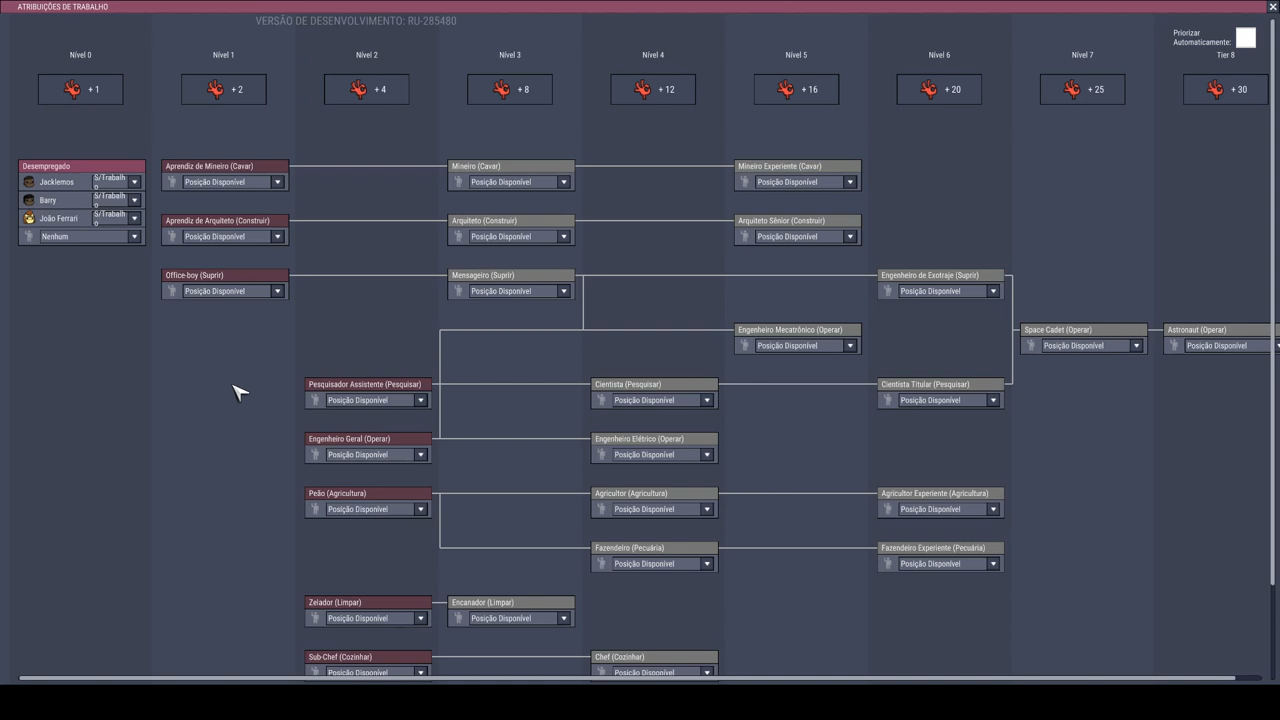 ATRIBUIÇÕES DE TRABALHO
VERSÃO DE DESENVOLVIMENTO: RU-285480
Priorizar
Automaticamente:
Nível 0
Nível 1
Nível 2
Nível 3
Nível 4
Nível 5
Nível 6
Nível 7
Tier 8
+ 1
+ 2
+ 4
+ 8
+ 12
+ 16
+ 20
+ 25
+ 30
Desempregado
Jacklemos
S/Trabalh
o
Barry
S/Trabalh
o
João Ferrari
S/Trabalh
o
Nenhum
Aprendiz de Mineiro (Cavar)
Posição Disponível
Mineiro (Cavar)
Posição Disponível
Mineiro Experiente (Cavar)
Posição Disponível
Aprendiz de Arquiteto (Construir)
Posição Disponível
Arquiteto (Construir)
Posição Disponível
Arquiteto Sênior (Construir)
Posição Disponível
Office-boy (Suprir)
Posição Disponível
Mensageiro (Suprir)
Posição Disponível
Engenheiro de Exotraje (Suprir)
Posição Disponível
Engenheiro Mecatrônico (Operar)
Posição Disponível
Space Cadet (Operar)
Posição Disponível
Astronaut (Operar)
Posição Disponível
Pesquisador Assistente (Pesquisar)
Posição Disponível
Cientista (Pesquisar)
Posição Disponível
Cientista Titular (Pesquisar)
Posição Disponível
Engenheiro Geral (Operar)
Posição Disponível
Engenheiro Elétrico (Operar)
Posição Disponível
Peão (Agricultura)
Posição Disponível
Agricultor (Agricultura)
Posição Disponível
Agricultor Experiente (Agricultura)
Posição Disponível
Fazendeiro (Pecuária)
Posição Disponível
Fazendeiro Experiente (Pecuária)
Posição Disponível
Zelador (Limpar)
Posição Disponível
Encanador (Limpar)
Posição Disponível
Sub-Chef (Cozinhar)
Posição Disponível
Chef (Cozinhar)
Posição Disponível